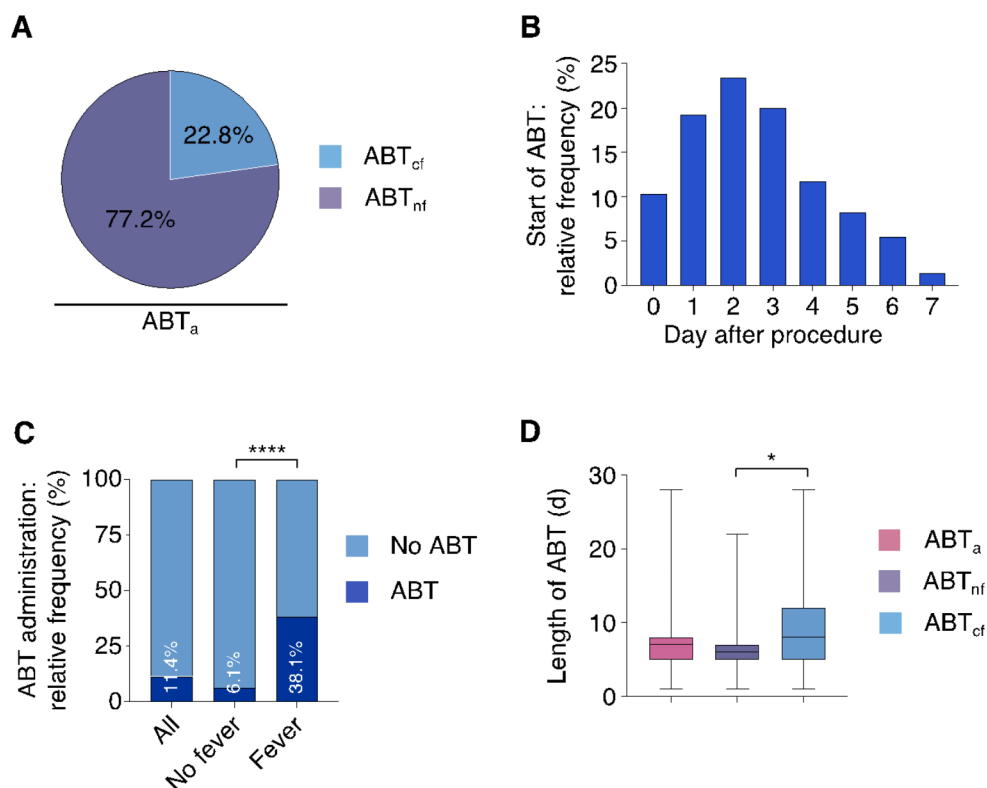 A
22.8%
77.2%
ABTcf
ABTnf
ABTa
B
Start of ABT:
relative frequency (%)
25
20
15
10
5
0
0 1 2 3 4 5 6 7
Day after procedure
C
ABT administration:
relative frequency (%)
****
100
75
50
25
0
11.4%
6.1%
38.1%
All
No fever
Fever
No ABT
ABT
D
Length of ABT (d)
*
30
20
10
0
ABTa
ABTnf
ABTcf